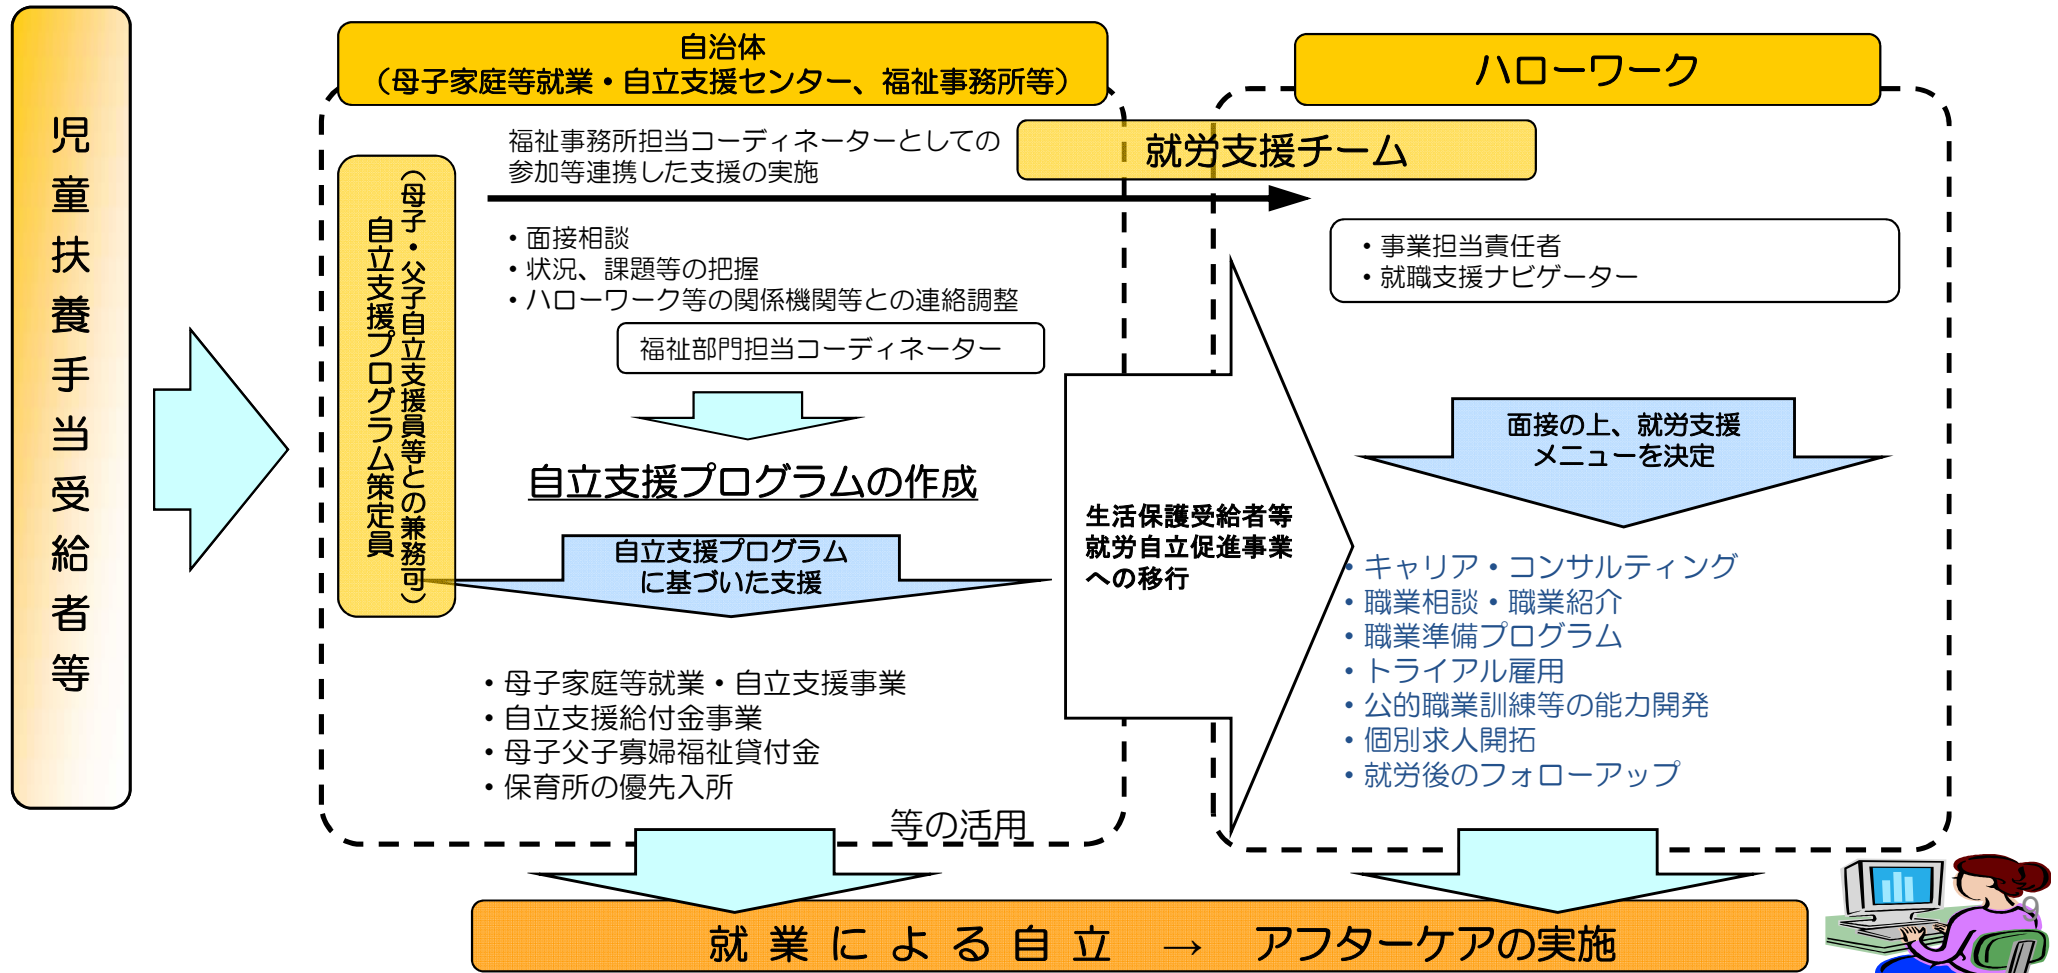 児童扶養手当受給者等
自治体
（母子家庭等就業・自立支援センター、福祉事務所等）
ハローワーク
福祉事務所担当コーディネーターとしての
参加等連携した支援の実施
就労支援チーム
（母子・父子自立支援員等との兼務可）
自立支援プログラム策定員
・面接相談
・状況、課題等の把握
・ハローワーク等の関係機関等との連絡調整
福祉部門担当コーディネーター
自立支援プログラムの作成
自立支援プログラム
に基づいた支援
・母子家庭等就業・自立支援事業
・自立支援給付金事業
・母子父子寡婦福祉貸付金
・保育所の優先入所
等の活用
生活保護受給者等
就労自立促進事業
への移行
・事業担当責任者
・就職支援ナビゲーター
面接の上、就労支援
メニューを決定
・キャリア・コンサルティング
・職業相談・職業紹介
・職業準備プログラム
・トライアル雇用
・公的職業訓練等の能力開発
・個別求人開拓
・就労後のフォローアップ
就業による自立 → アフターケアの実施
9